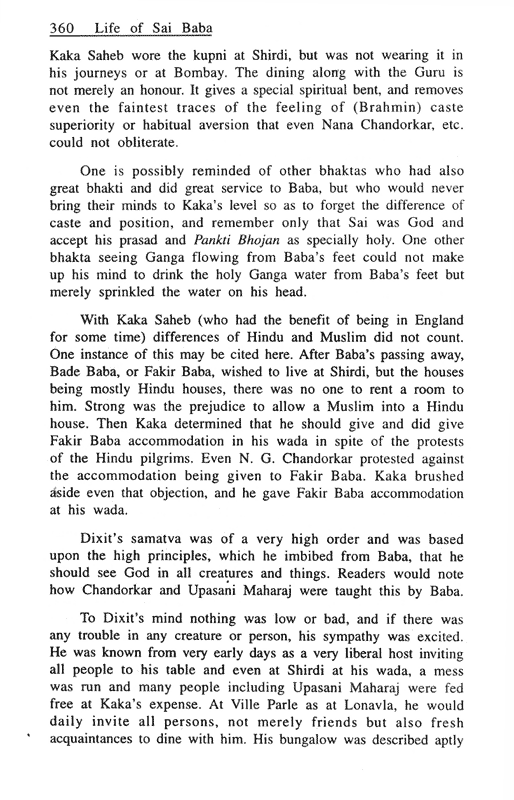 360 Life of Sai Baba
Kaka Saheb wore the kupni at Shirdi, but was not wearing it in
his journeys or at Bombay. The dining along with the Guru is
not merely an honour. It gives a special spiritual bent, and removes
even the faintest traces of the feeling of (Brahmin) caste
superiority or habitual aversion that even Nana Chandorkar, etc.
could not obliterate.
One is possibly reminded of other bhaktas who had also
great bhakti and did great service to Baba, but who would never
bring their minds to Kaka's level so as to forget the difference of
caste and position, and remember only that Sai was God and
accept his prasad and Pankti Bhojan as specially holy. One other
bhakta seeing Ganga flowing from Baba's feet could not make
up his mind to drink the holy Ganga water from Baba's feet but
merely sprinkled the water on his head.
With Kaka Saheb (who had the benefit of being in England
for some time) differences of Hindu and Muslim did not count.
One instance of this may be cited here. After Baba's passing away,
Bade Baba, or Fakir Baba, wished to live at Shirdi, but the houses
being mostly Hindu houses, there was no one to rent a room to
him. Strong was the prejudice to allow a Muslim into a Hindu
house. Then Kaka determined that he should give and did give
Fakir Baba accommodation in his wada in spite of the protests
of the Hindu pilgrims. Even N. G. Chandorkar protested against
the accommodation being given to Fakir Baba. Kaka brushed
aside even that objection, and he gave Fakir Baba accommodation
at his wada.
Dixit's samatva was of a very high order and was based
upon the high principles, which he imbibed from Baba, that he
should see God in all creatures and things. Readers would note
how Chandorkar and Upasani Maharaj were taught this by Baba.
To Dixit's mind nothing was low or bad, and if there was
any trouble in any creature or person, his sympathy was excited.
He was known from very early days as a very liberal host inviting
all people to his table and even at Shirdi at his wada, a mess
was run and many people including Upasani Maharaj were fed
free at Kaka's expense. At Ville Parle as at Lonavla, he would
daily invite all persons, not merely friends but also fresh
acquaintances to dine with him. His bungalow was described aptly